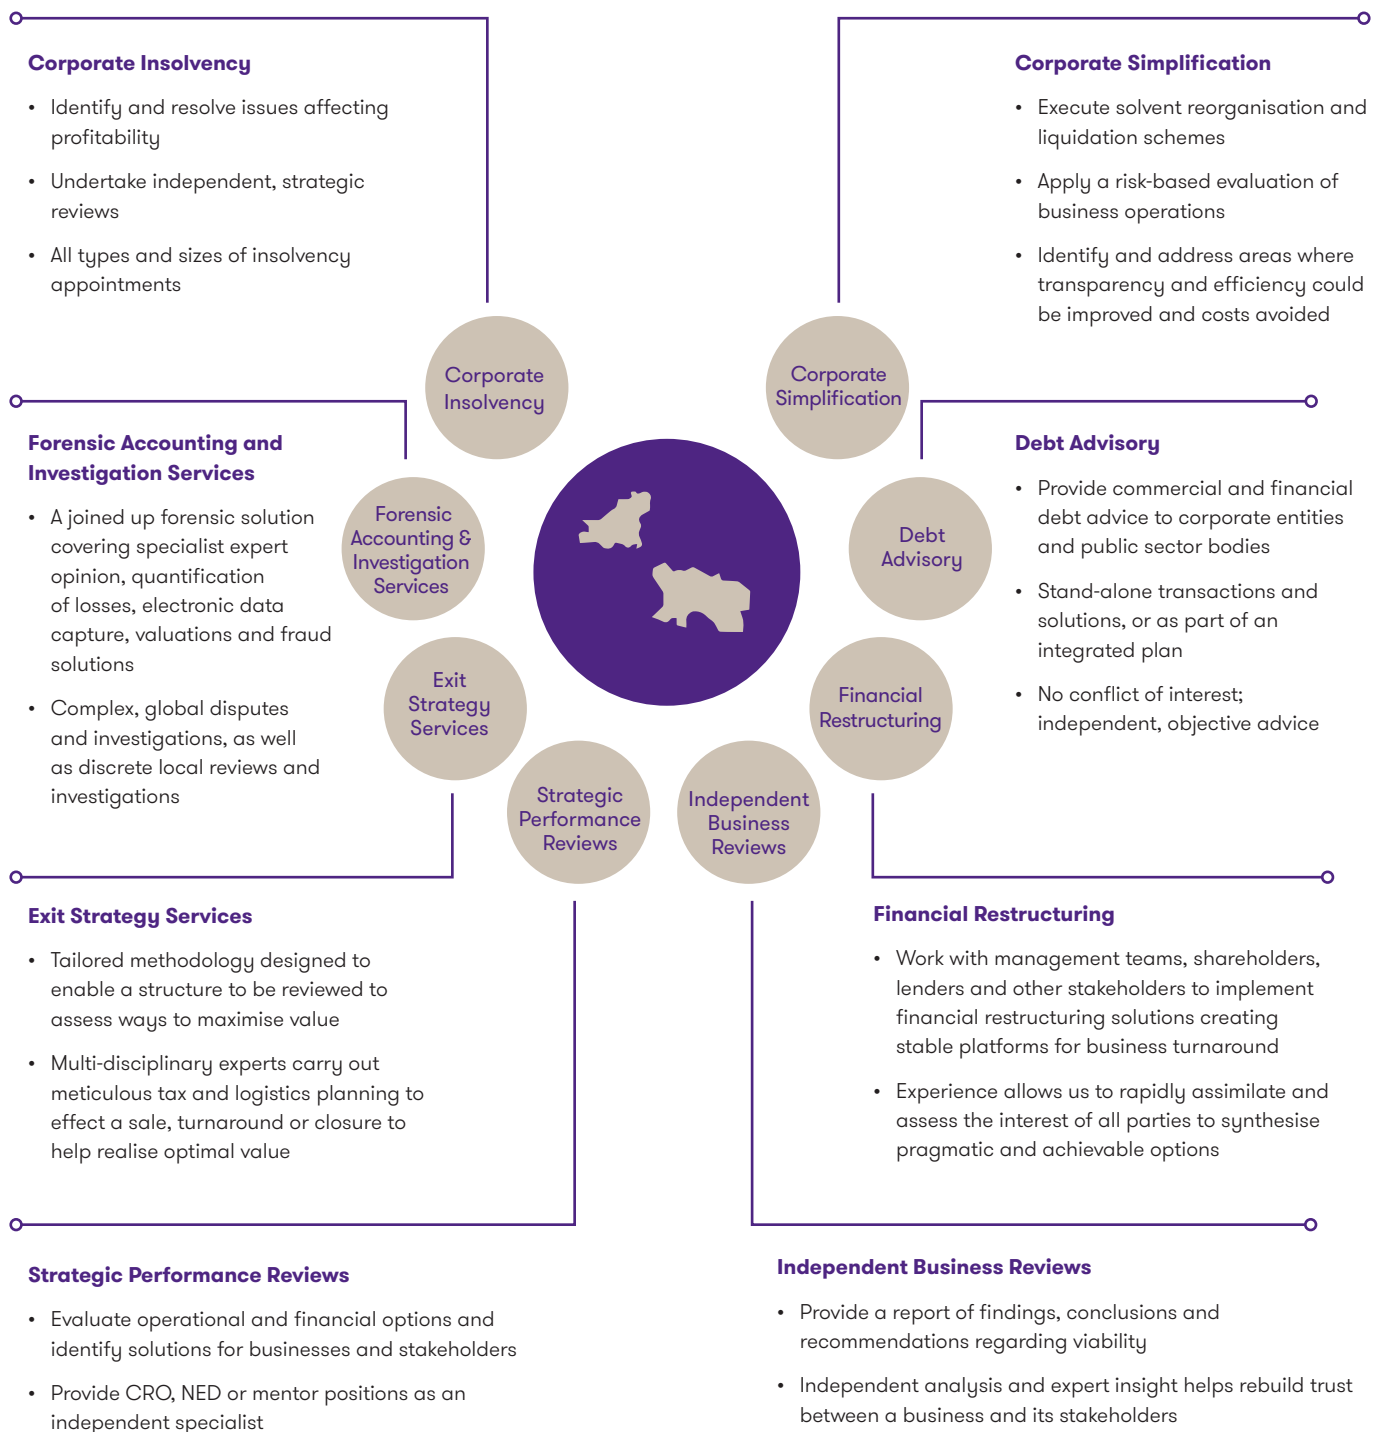 Corporate Insolvency
• Identify and resolve issues affecting
profitability
• Undertake independent, strategic
reviews
• All types and sizes of insolvency
appointments
Corporate Simplification
• Execute solvent reorganisation and
liquidation schemes
• Apply a risk-based evaluation of
business operations
• Identify and address areas where
transparency and efficiency could
be improved and costs avoided
Corporate
Insolvency
Corporate
Simplification
Forensic Accounting and
Investigation Services
• A joined up forensic solution
covering specialist expert
opinion, quantification
of losses, electronic data
capture, valuations and fraud
solutions
• Complex, global disputes
and investigations, as well
as discrete local reviews and
investigations
Forensic
Accounting &
Investigation
Services
Debt
Advisory
Debt Advisory
• Provide commercial and financial
debt advice to corporate entities
and public sector bodies
• Stand-alone transactions and
solutions, or as part of an
integrated plan
• No conflict of interest;
independent, objective advice
Exit
Strategy
Services
Financial
Restructuring
Strategic
Performance
Reviews
Independent
Business
Reviews
Exit Strategy Services
• Tailored methodology designed to
enable a structure to be reviewed to
assess ways to maximise value
• Multi-disciplinary experts carry out
meticulous tax and logistics planning to
effect a sale, turnaround or closure to
help realise optimal value
Financial Restructuring
• Work with management teams, shareholders,
lenders and other stakeholders to implement
financial restructuring solutions creating
stable platforms for business turnaround
• Experience allows us to rapidly assimilate and
assess the interest of all parties to synthesise
pragmatic and achievable options
Strategic Performance Reviews
• Evaluate operational and financial options and
identify solutions for businesses and stakeholders
• Provide CRO, NED or mentor positions as an
independent specialist
Independent Business Reviews
• Provide a report of findings, conclusions and
recommendations regarding viability
• Independent analysis and expert insight helps rebuild trust
between a business and its stakeholders